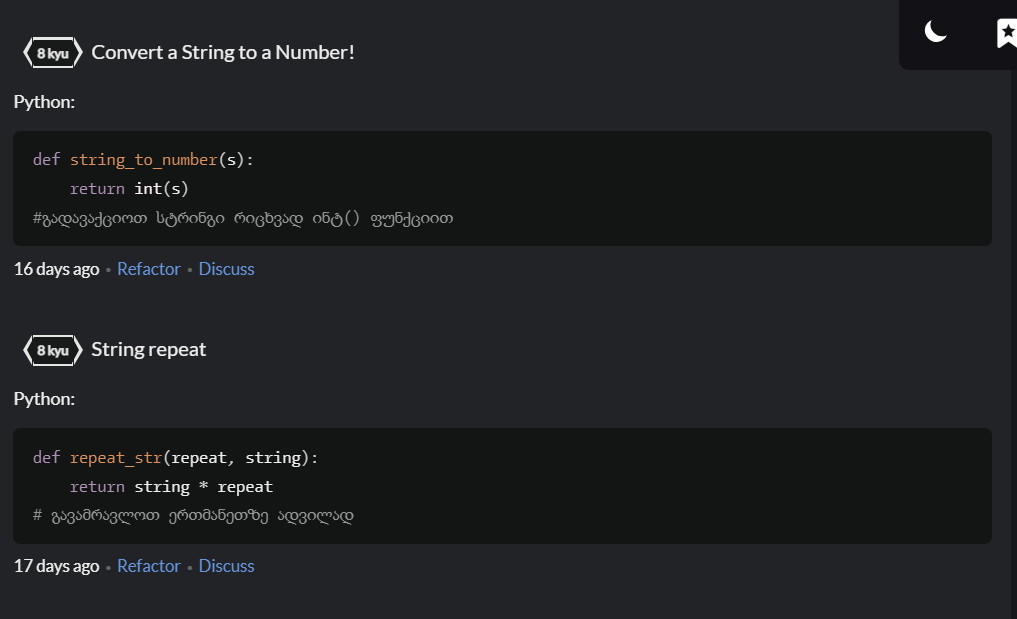 8 kyu Convert a String to a Number!
Python:
def string_to_number(s):
    return int(s)
#გადავაქციოთ სტრინგი რიცხვად ინტ() ფუნქციით
16 days ago • Refactor • Discuss
8 kyu String repeat
Python:
def repeat_str(repeat, string):
    return string * repeat
# გავამრავლოთ ერთმანეთზე ადვილად
17 days ago • Refactor • Discuss